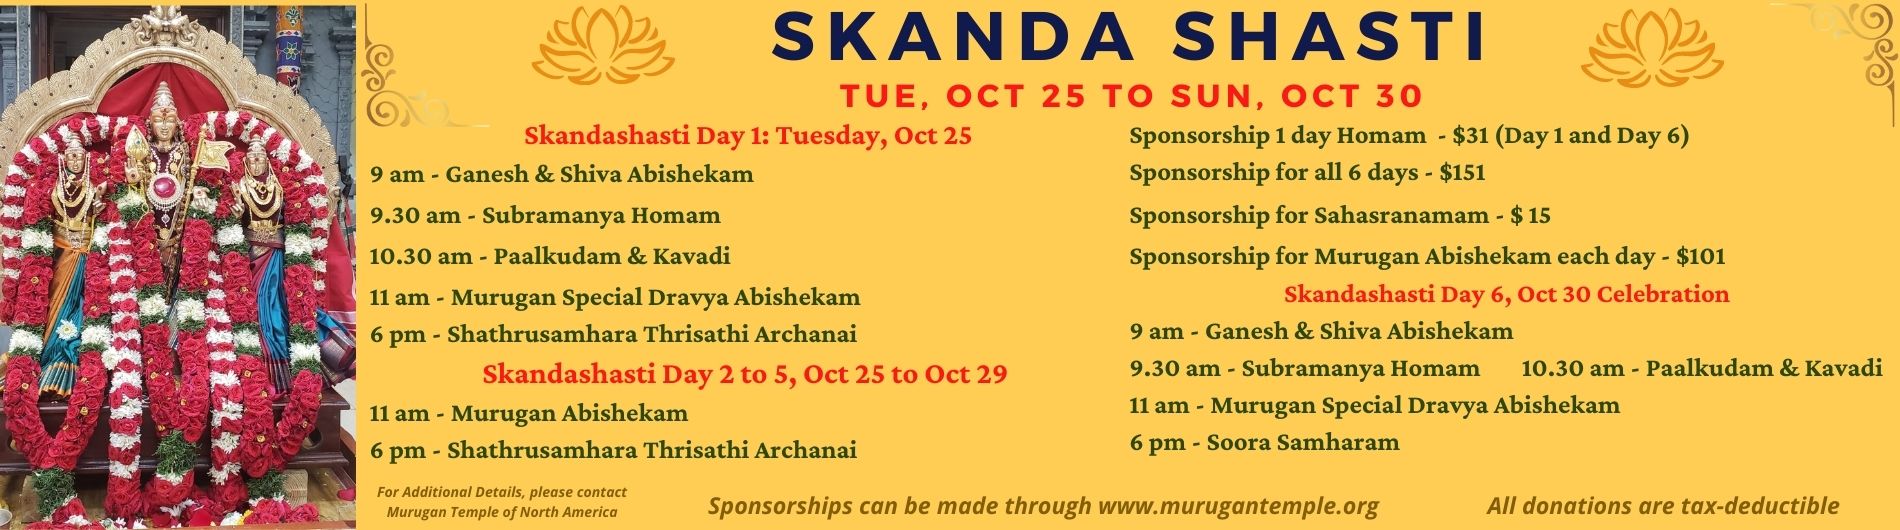 SKANDA SHASTI
TUE, OCT 25 TO SUN, OCT 30
Skandashasti Day 1: Tuesday, Oct 25
9 am - Ganesh & Shiva Abishekam
9.30 am - Subramanya Homam
10.30 am - Paalkudam & Kavadi
11 am - Murugan Special Dravya Abishekam
6 pm - Shathrusamhara Thrisathi Archanai
Skandashasti Day 2 to 5, Oct 25 to Oct 29
11 am - Murugan Abishekam
6 pm - Shathrusamhara Thrisathi Archanai
Sponsorship 1 day Homam - $31 (Day 1 and Day 6)
Sponsorship for all 6 days - $151
Sponsorship for Sahasranamam - $ 15
Sponsorship for Murugan Abishekam each day - $101
Skandashasti Day 6, Oct 30 Celebration
9 am - Ganesh & Shiva Abishekam
9.30 am - Subramanya Homam 10.30 am - Paalkudam & Kavadi
11 am - Murugan Special Dravya Abishekam
6 pm - Soora Samharam
For Additional Details, please contact
Murugan Temple of North America
Sponsorships can be made through www.murugantemple.org
All donations are tax-deductible